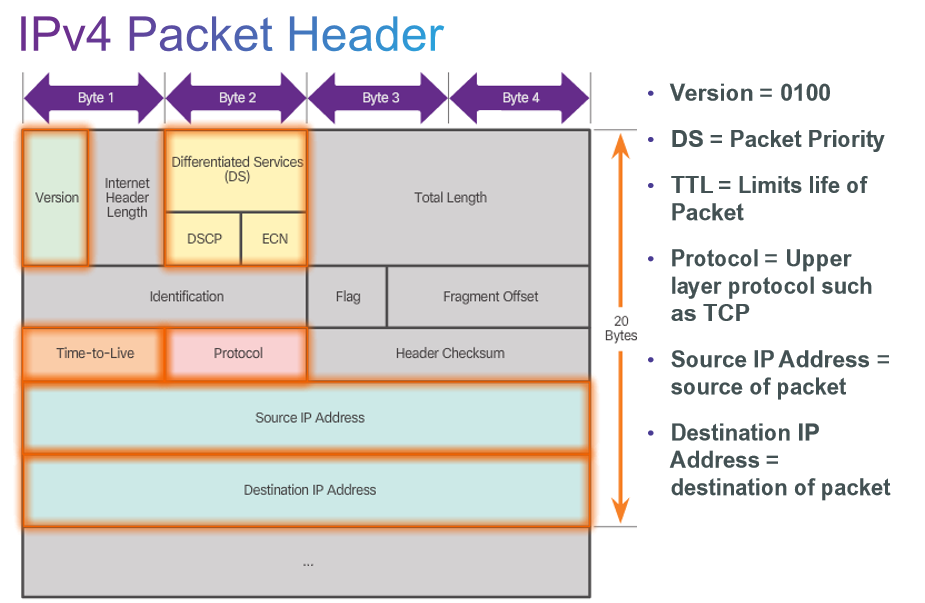 IPv4 Packet Header
Byte 1
Byte 2
Byte 3
Byte 4
Version
Internet
Header
Length
Differentiated Services
(DS)
DSCP
ECN
Total Length
Identification
Flag
Fragment Offset
Time-to-Live
Protocol
Header Checksum
Source IP Address
Destination IP Address
...
20
Bytes
• Version = 0100
• DS = Packet Priority
• TTL = Limits life of
Packet
• Protocol = Upper
layer protocol such
as TCP
• Source IP Address =
source of packet
• Destination IP
Address =
destination of packet